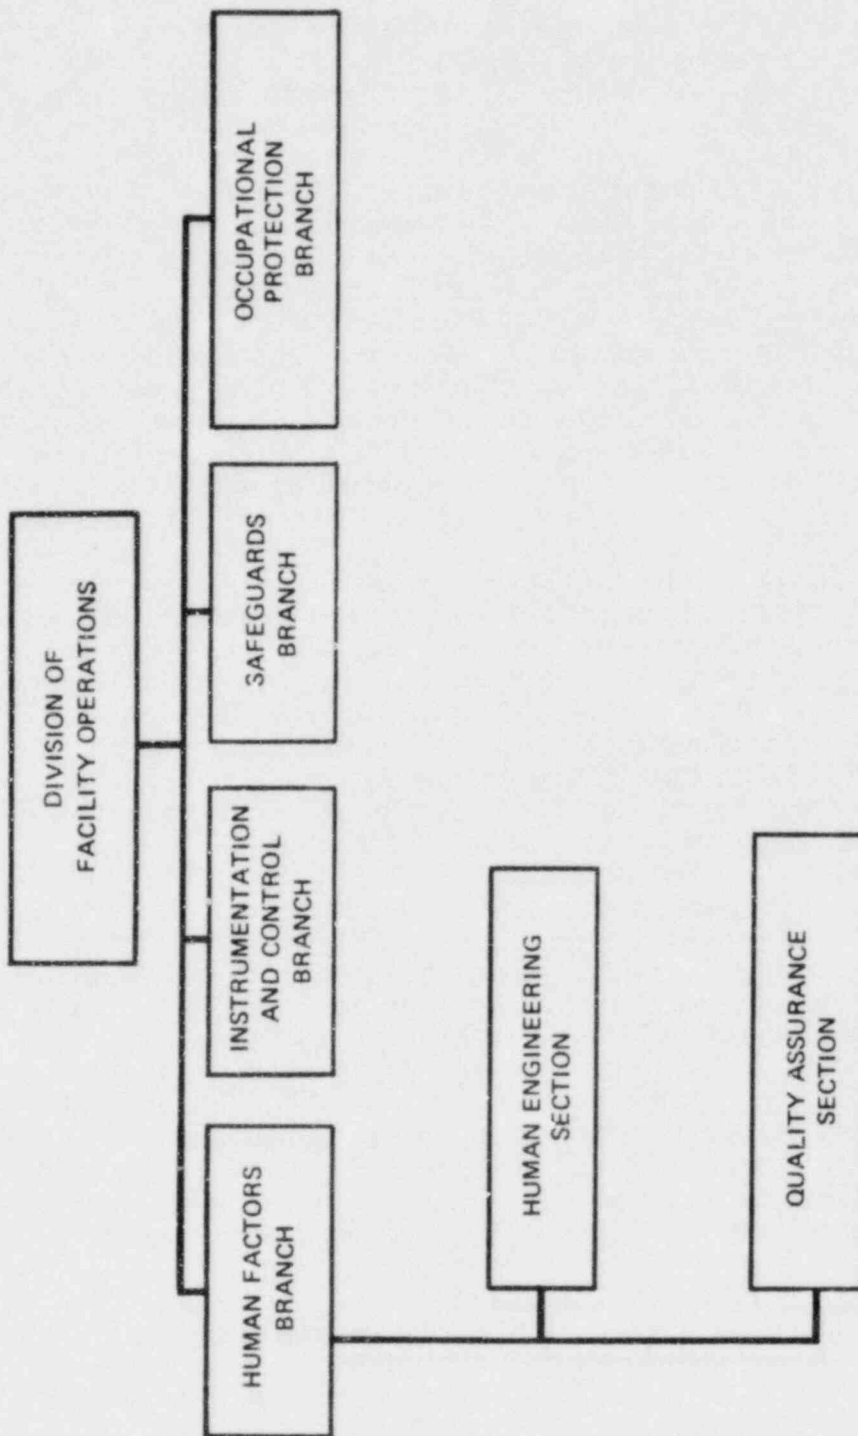 DIVISION OF
FACILITY OPERATIONS
HUMAN FACTORS
BRANCH
INSTRUMENTATION
AND CONTROL
BRANCH
SAFEGUARDS
BRANCH
OCCUPATIONAL
PROTECTION
BRANCH
HUMAN ENGINEERING
SECTION
QUALITY ASSURANCE
SECTION